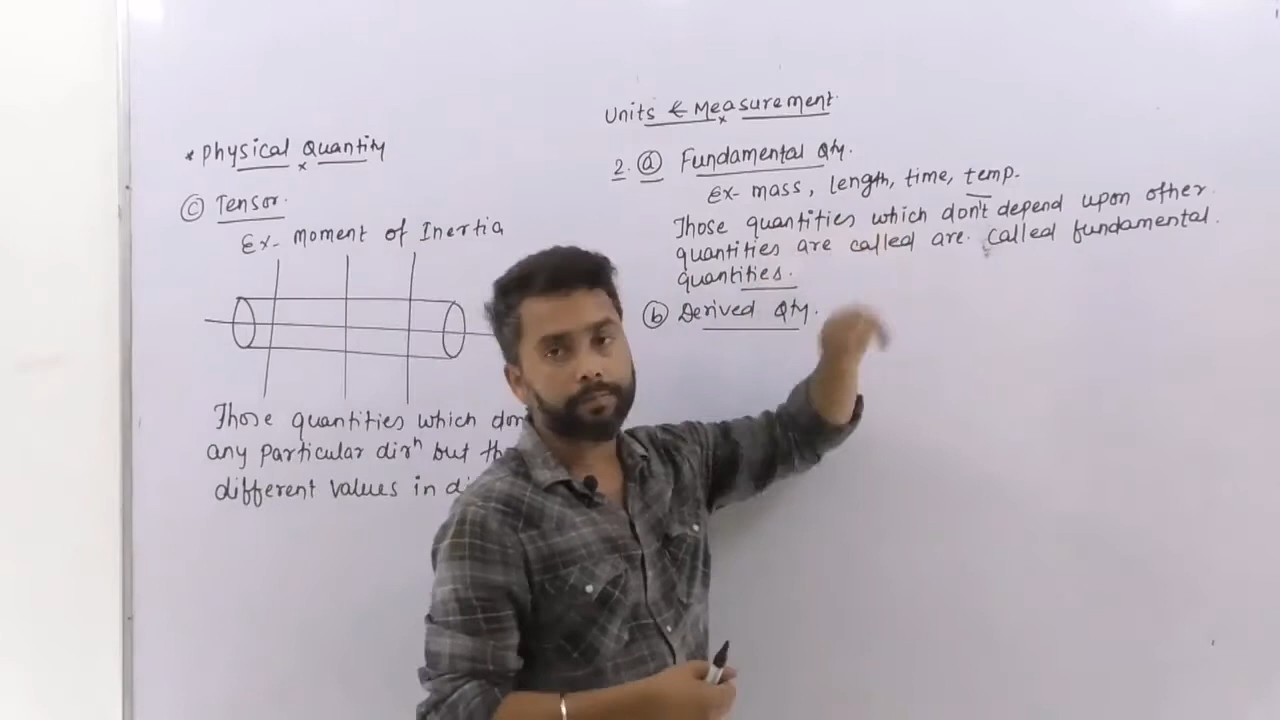 Units & Measurement
* Physical Quantity
(c) Tensor.
Ex- Moment of Inertia
Those quantities which don
any particular dirⁿ but th
different values in di
2. (a) Fundamental Qty.
Ex- mass, length, time, temp.
Those quantities which don't depend upon other
quantities are called are called fundamental.
quantities.
(b) Derived Qty.